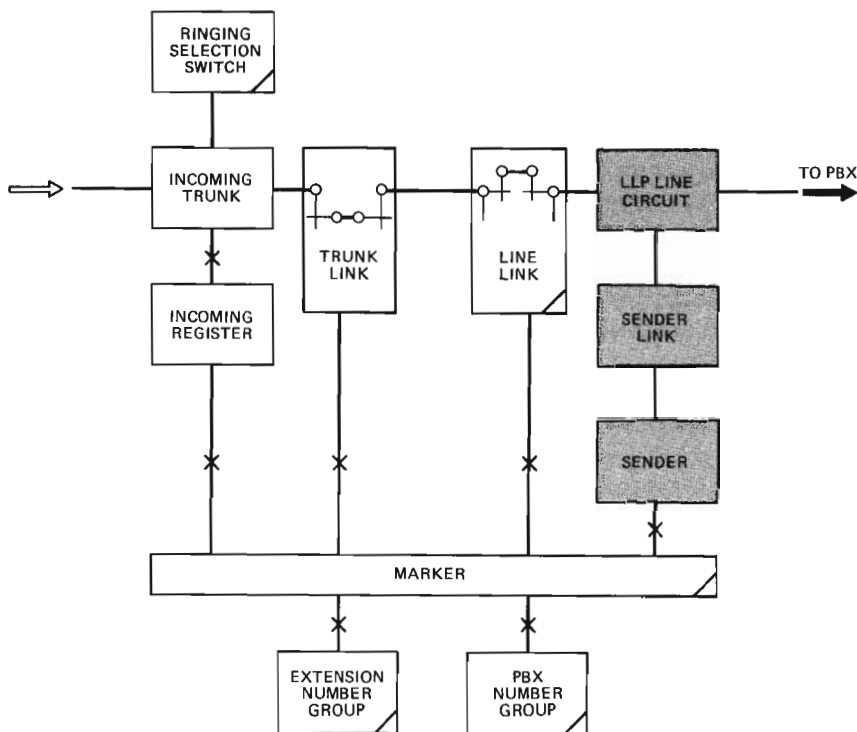 RINGING
SELECTION
SWITCH
INCOMING
TRUNK
TRUNK
LINK
LINE
LINK
LLP LINE
CIRCUIT
TO PBX
INCOMING
REGISTER
SENDER
LINK
SENDER
MARKER
EXTENSION
NUMBER
GROUP
PBX
NUMBER
GROUP